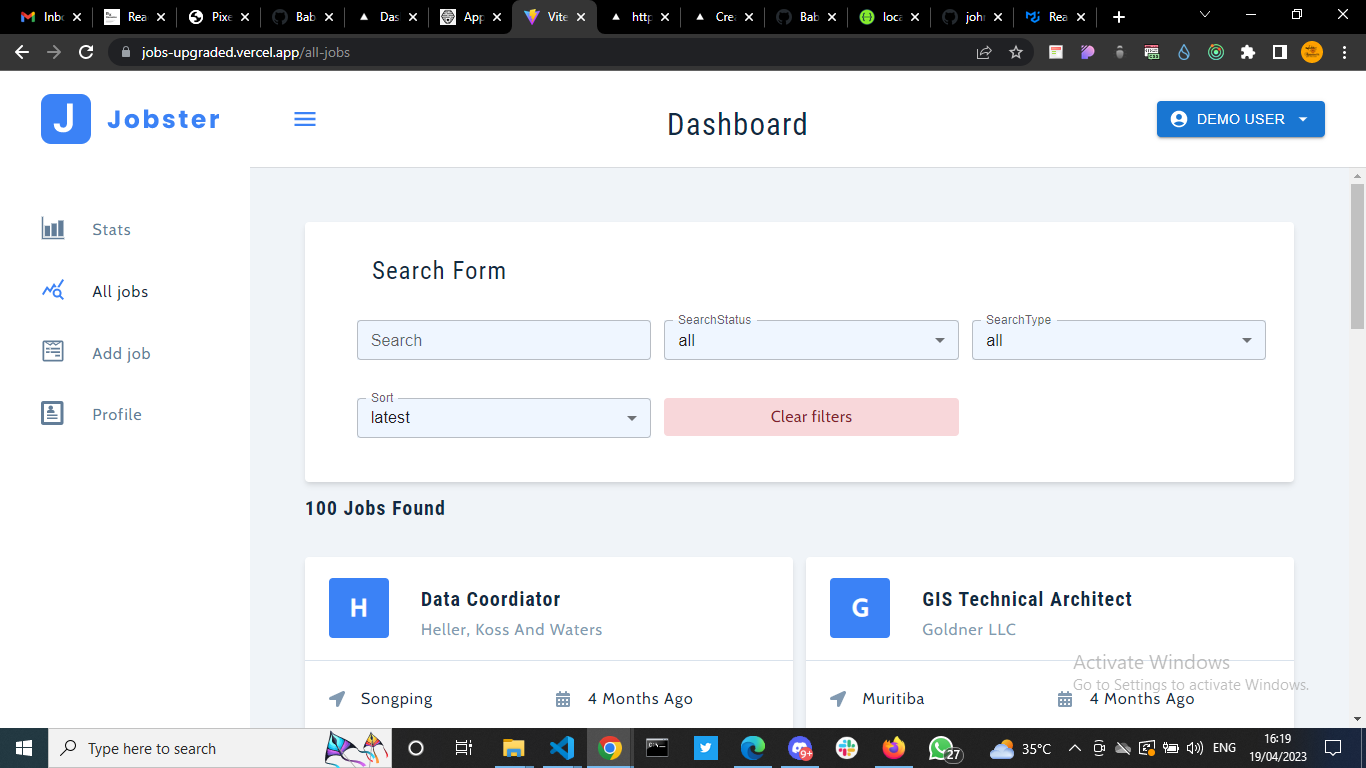 Inbo
Rea
Pixe
Bab
Das
App
Vite
http
Crea
Bab
loca
john
Rea
jobs-upgraded.vercel.app/all-jobs
J Jobster
Dashboard
DEMO USER
Stats
All jobs
Add job
Profile
Search Form
Search
SearchStatus
all
SearchType
all
Sort
latest
Clear filters
100 Jobs Found
H
Data Coordiator
Heller, Koss And Waters
Songping
4 Months Ago
G
GIS Technical Architect
Goldner LLC
Muritiba
4 Months Ago
Activate Windows
Go to Settings to activate Windows.
Type here to search
9+
27
35°C
ENG
16:19
19/04/2023